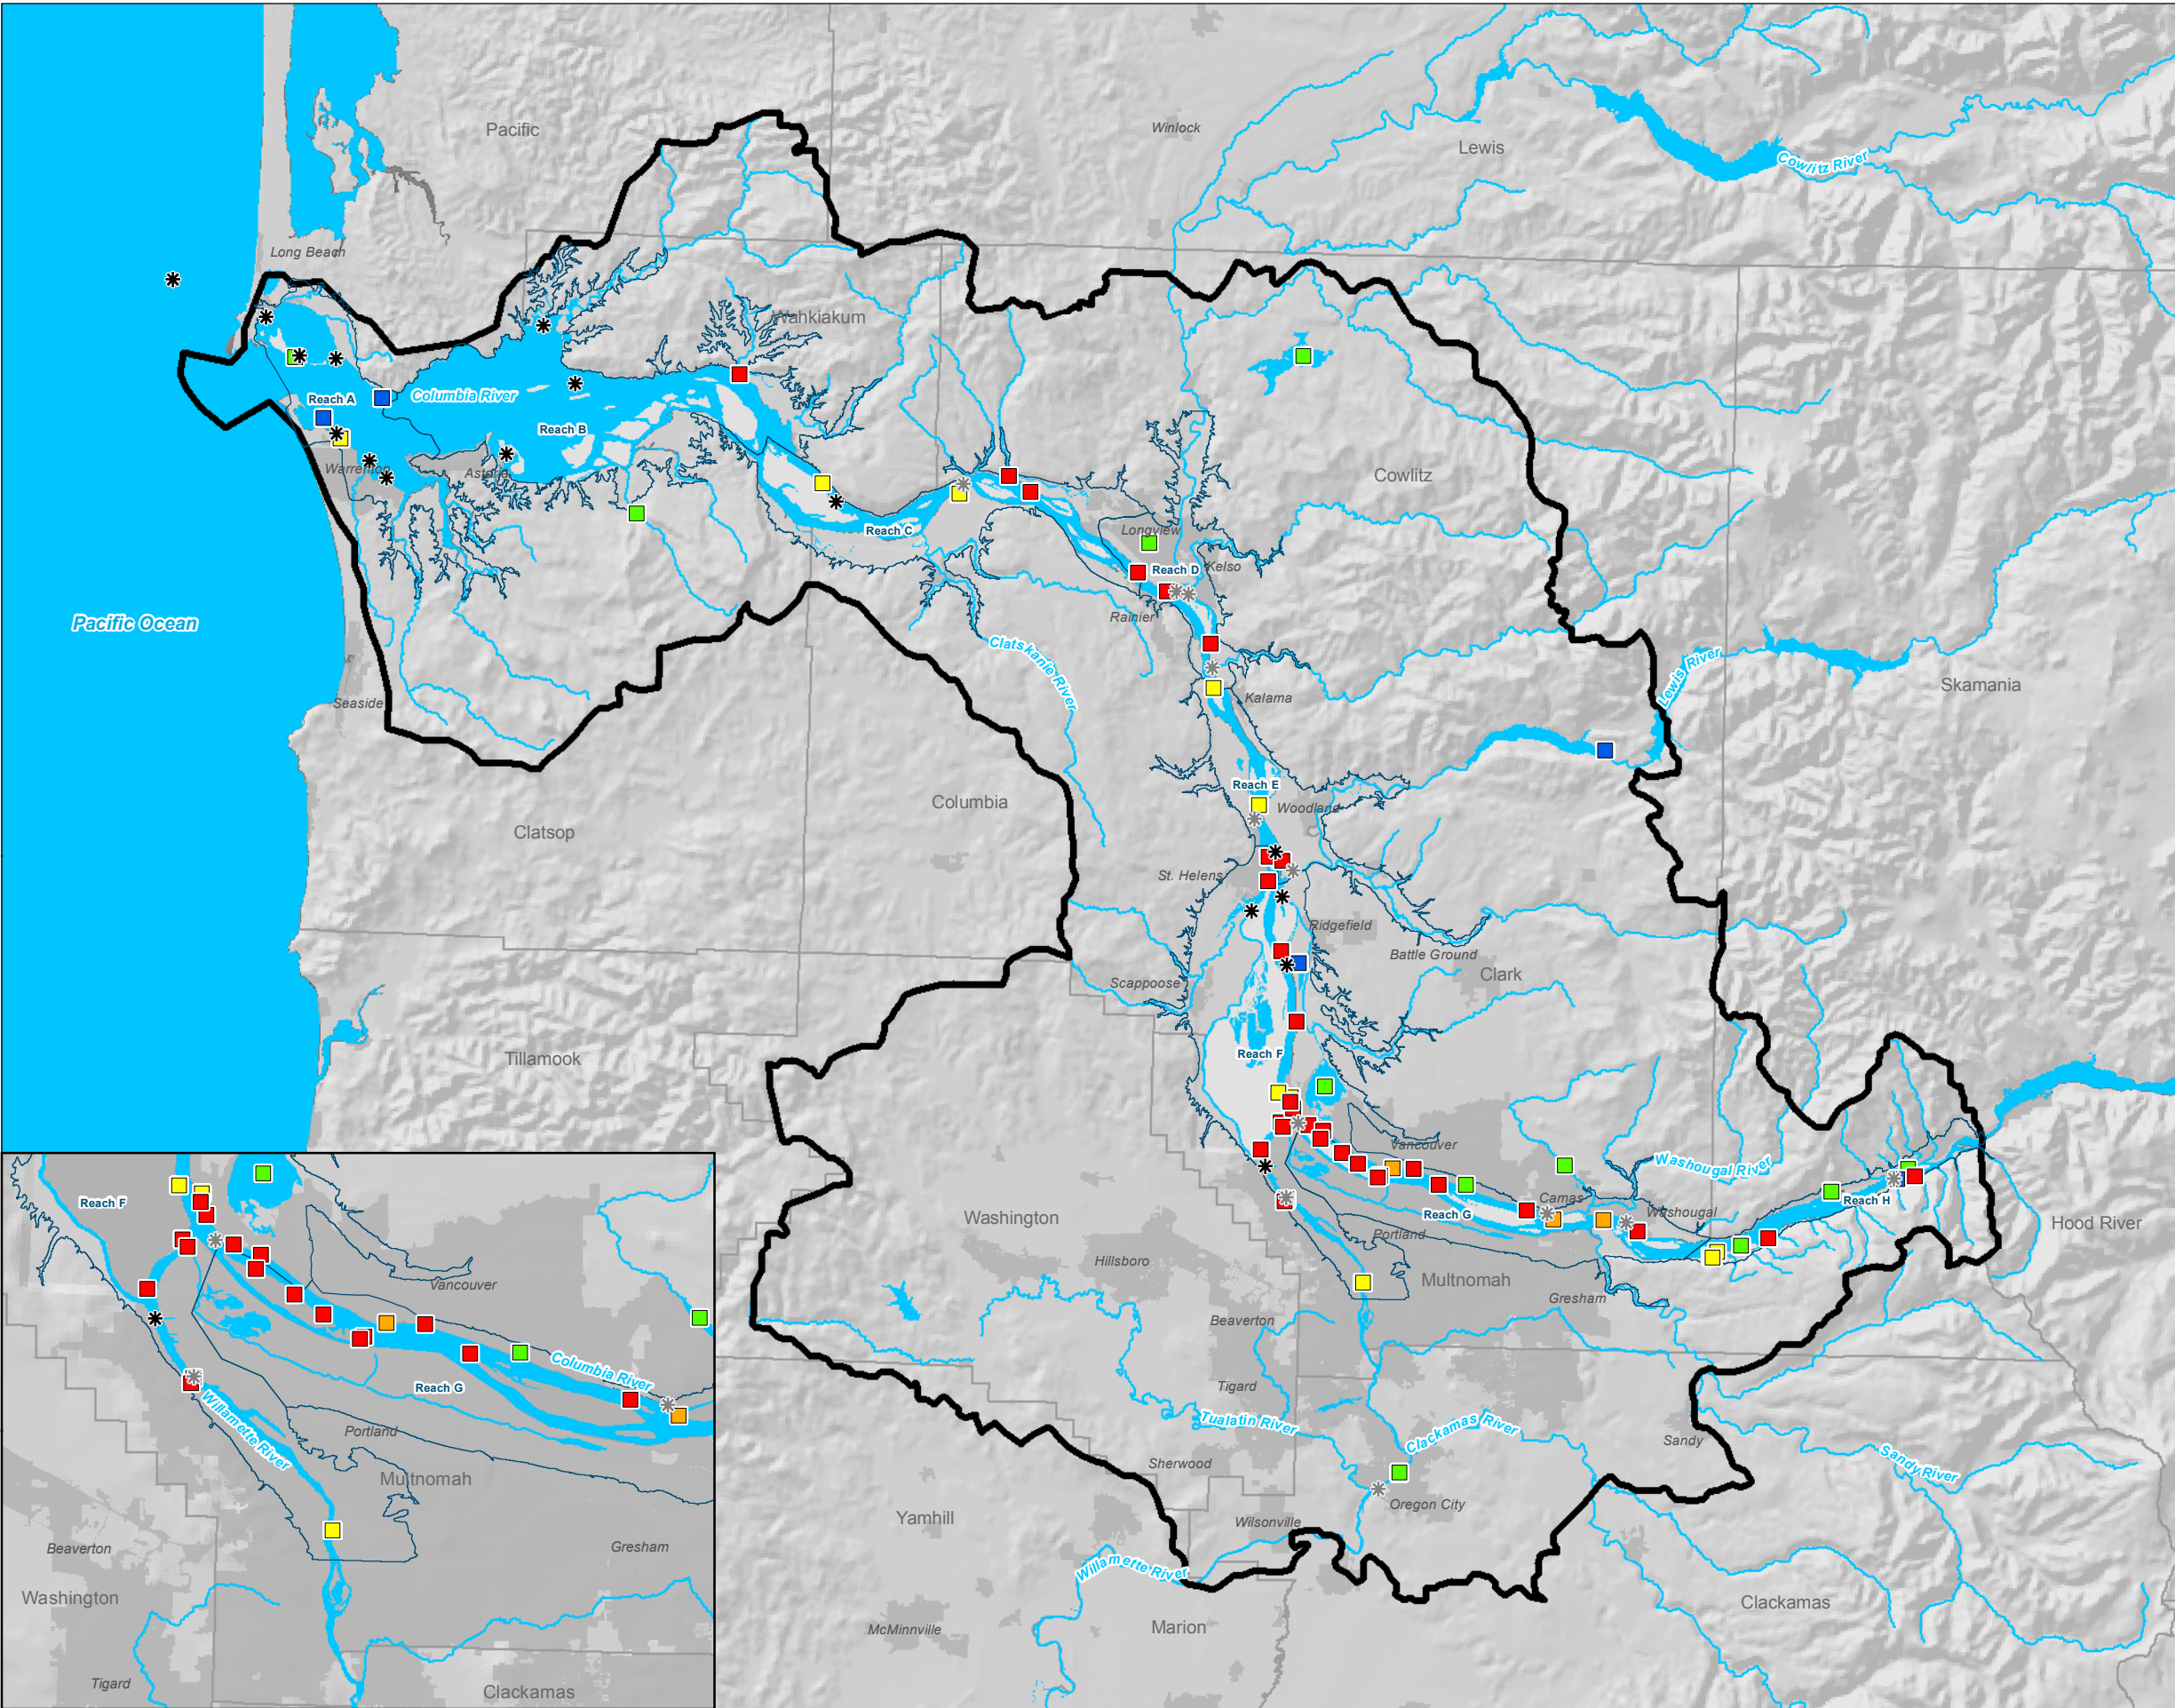 Pacific
Winlock
Lewis
Cowlitz River
Long Beach
Wahkiakum
Reach A
Columbia River
Reach B
Warrenton
Astoria
Cowlitz
Reach C
Longview
Reach D
Kelso
Rainier
Pacific Ocean
Clatskanie River
Lewis River
Skamania
Seaside
Kalama
Reach E
Woodland
Columbia
Clatsop
St. Helens
Ridgefield
Battle Ground
Clark
Scappoose
Reach F
Tillamook
Vancouver
Washougal River
Camas
Reach H
Washougal
Reach G
Washington
Portland
Hood River
Hillsboro
Multnomah
Gresham
Beaverton
Tigard
Tualatin River
Clackamas River
Sandy
Sandy River
Sherwood
Oregon City
Yamhill
Wilsonville
Willamette River
McMinnville
Marion
Clackamas
Reach F
Vancouver
Columbia River
Reach G
Willamette River
Portland
Multnomah
Beaverton
Gresham
Washington
Tigard
Clackamas